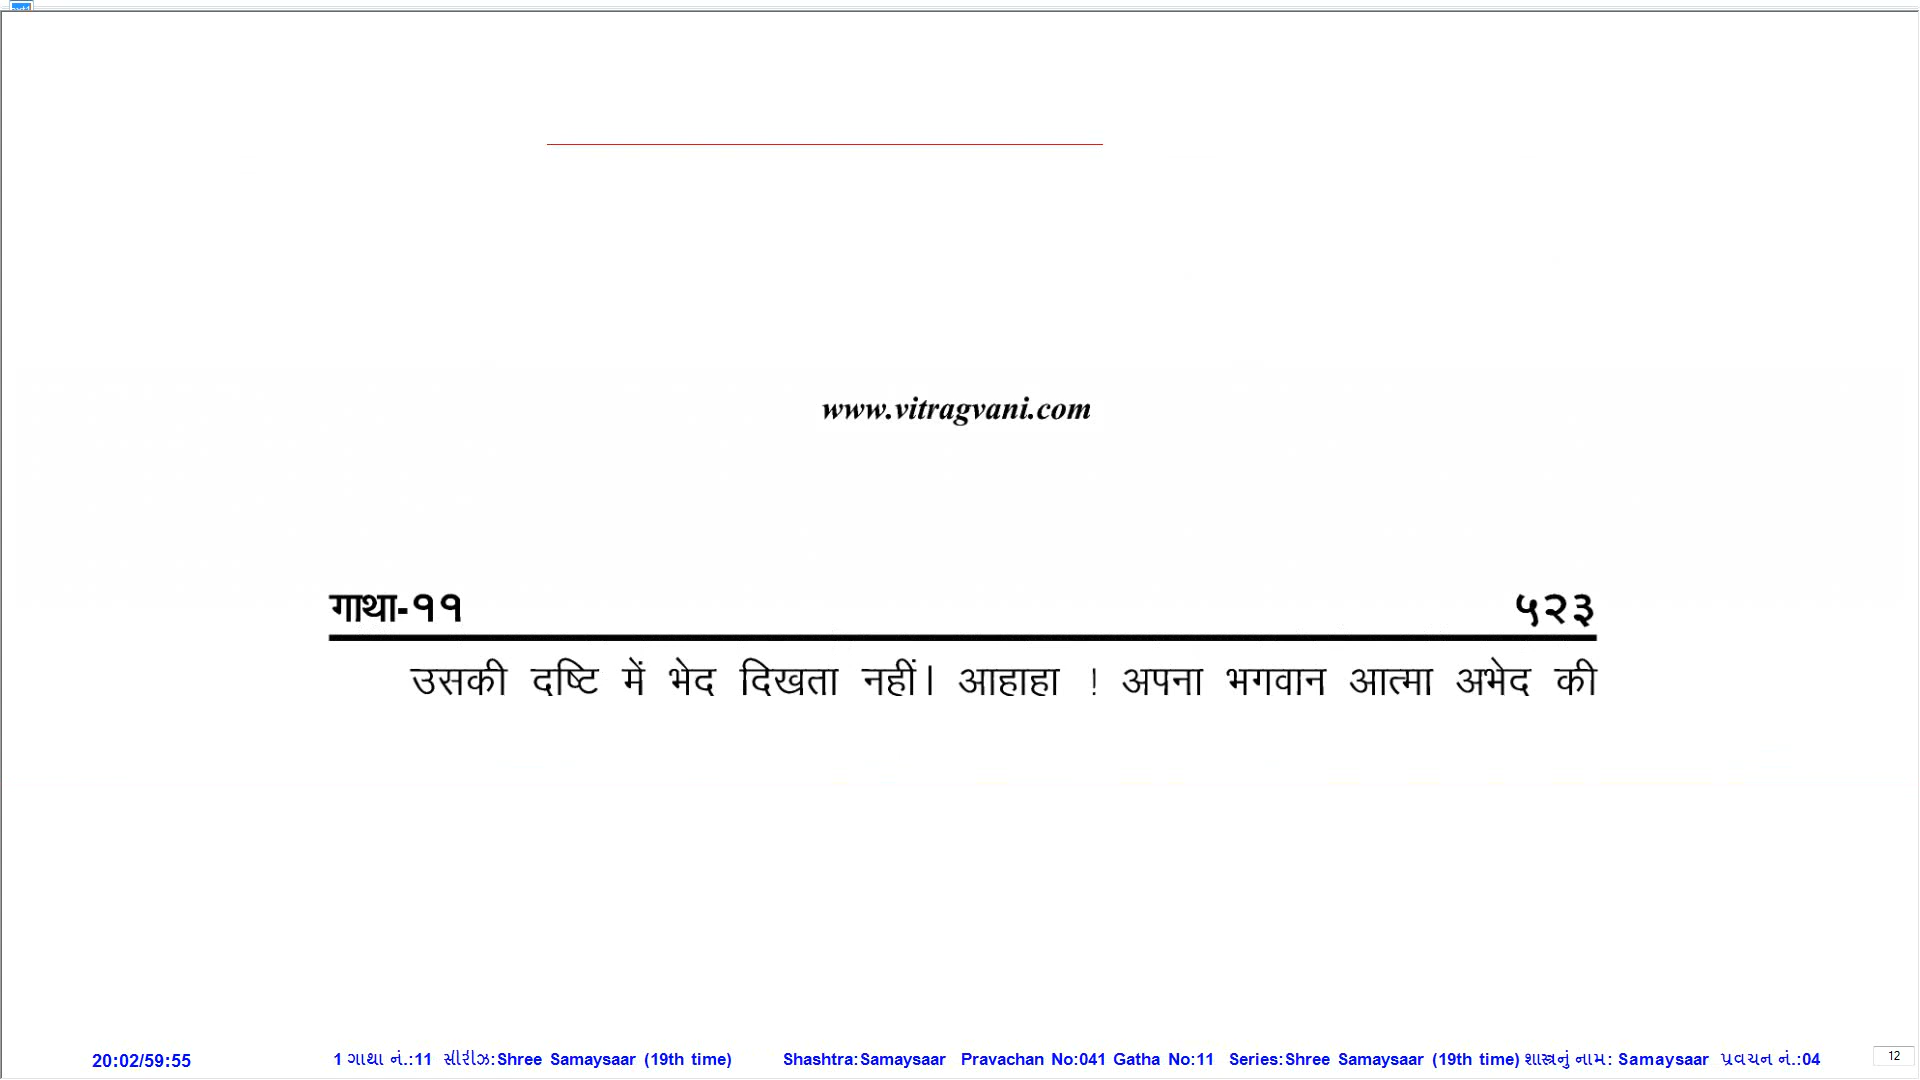 www.vitragvani.com
गाथा-११ ५२३
उसकी दृष्टि में भेद दिखता नहीं। आहाहा ! अपना भगवान आत्मा अभेद की
20:02/59:55 1 ગાથા નં.:11 સીરીઝ:Shree Samaysaar (19th time) Shashtra:Samaysaar Pravachan No:041 Gatha No:11 Series:Shree Samaysaar (19th time) શાસ્ત્રનું નામ: Samaysaar પ્રવચન નં.:04 12